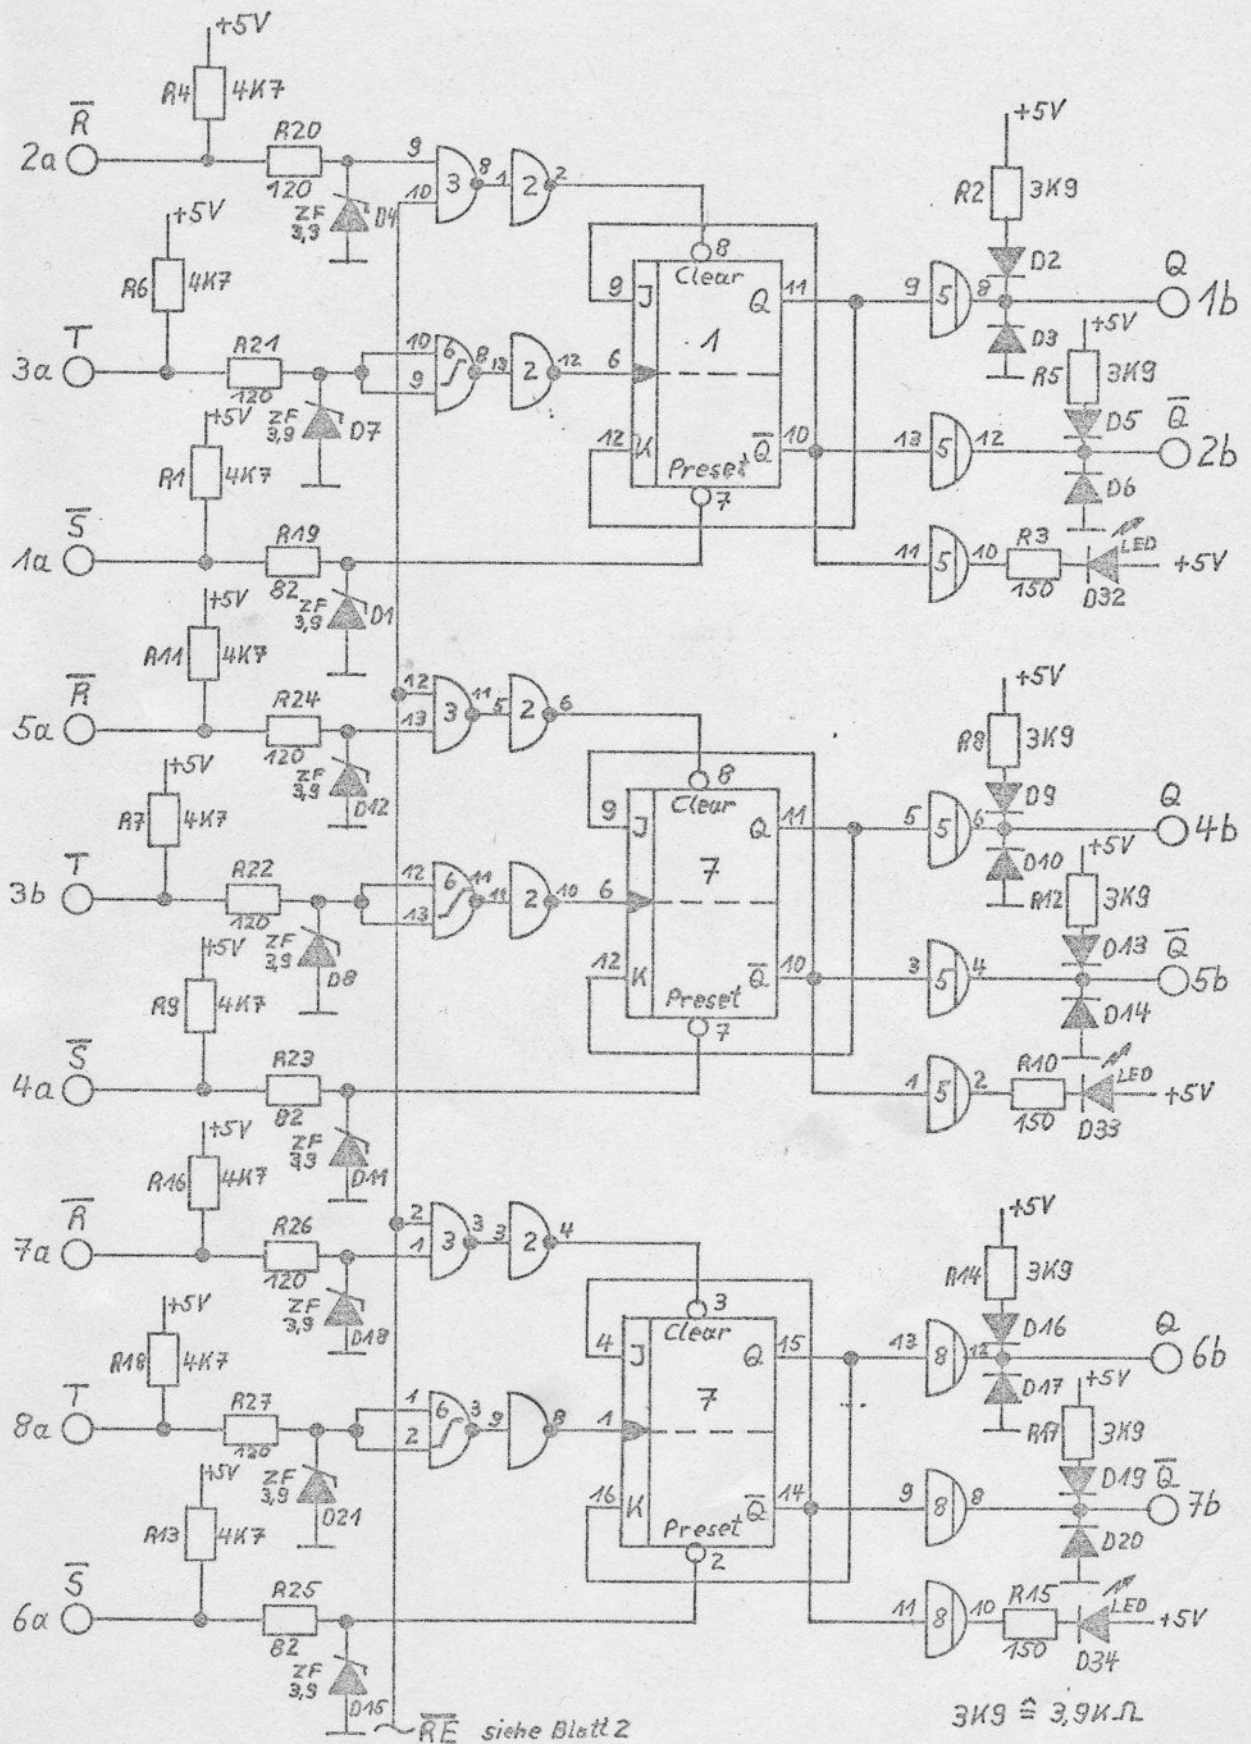 +5V
R4 4K7
R̅
2a
R20
120
ZF
3,9
D4
9
10
3
8
1
2
2
+5V
R6 4K7
T
3a
R21
120
ZF
3,9
D7
10
9
6
8
13
2
12
6
+5V
R1 4K7
S̅
1a
R19
82
ZF
3,9
D1
8
Clear
9 J
Q 11
1
12 K
Q̅ 10
Preset
7
+5V
R2 3K9
D2
9
5
8
D3
Q
1b
+5V
R5 3K9
D5
13
5
12
D6
Q̅
2b
11
5
10
R3
150
LED
D32
+5V
+5V
R11 4K7
R̅
5a
R24
120
ZF
3,9
D12
12
13
3
11
5
2
6
+5V
R7 4K7
T
3b
R22
120
ZF
3,9
D8
12
13
6
11
11
2
10
6
+5V
R9 4K7
S̅
4a
R23
82
ZF
3,9
D11
8
Clear
9 J
Q 11
7
12 K
Q̅ 10
Preset
7
+5V
R8 3K9
D9
5
5
6
D10
Q
4b
+5V
R12 3K9
D13
3
5
4
D14
Q̅
5b
1
5
2
R10
150
LED
D33
+5V
+5V
R16 4K7
R̅
7a
R26
120
ZF
3,9
D18
2
1
3
3
3
2
4
+5V
R18 4K7
T
8a
R27
120
ZF
3,9
D21
1
2
6
3
9
8
1
+5V
R13 4K7
S̅
6a
R25
82
ZF
3,9
D15
3
Clear
4 J
Q 15
7
16 K
Q̅ 14
Preset
2
+5V
R14 3K9
D16
13
8
12
D17
Q
6b
+5V
R17 3K9
D19
9
8
8
D20
Q̅
7b
11
8
10
R15
150
LED
D34
+5V
R̅E̅ siehe Blatt 2
3K9 ≙ 3,9KΩ